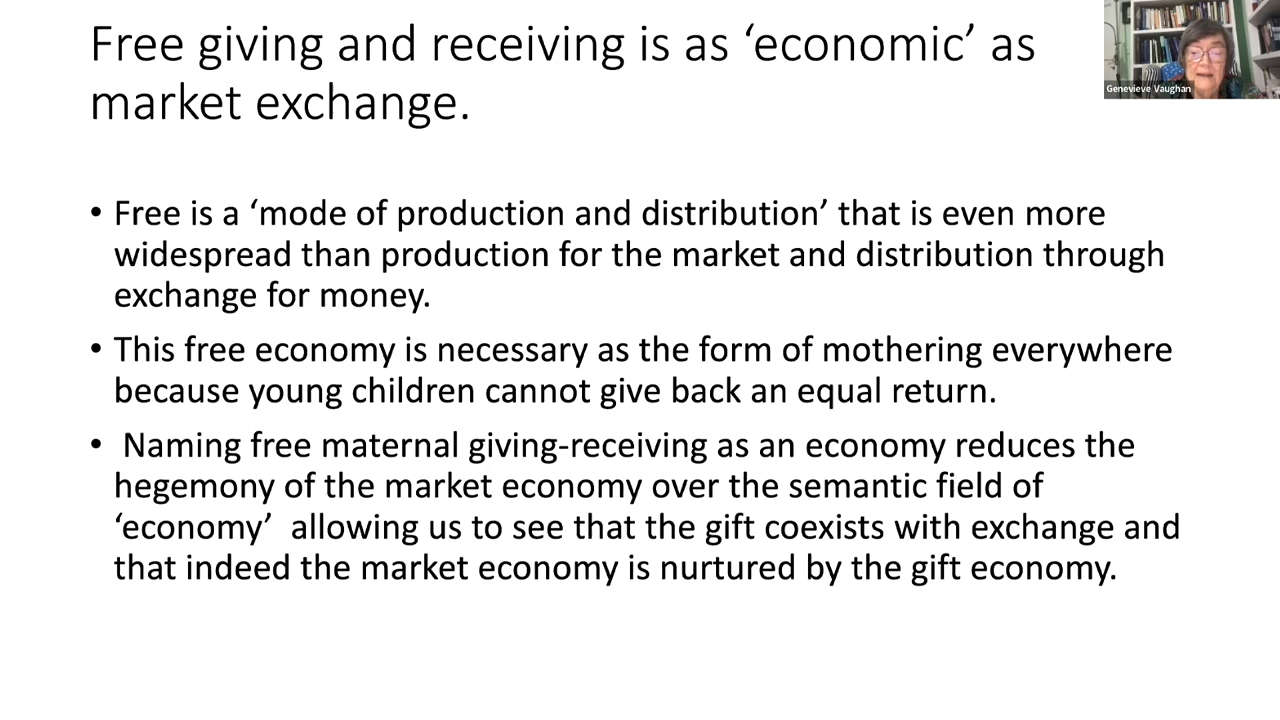 Free giving and receiving is as ‘economic’ as
market exchange.
Genevieve Vaughan
• Free is a ‘mode of production and distribution’ that is even more
widespread than production for the market and distribution through
exchange for money.
• This free economy is necessary as the form of mothering everywhere
because young children cannot give back an equal return.
• Naming free maternal giving-receiving as an economy reduces the
hegemony of the market economy over the semantic field of
‘economy’ allowing us to see that the gift coexists with exchange and
that indeed the market economy is nurtured by the gift economy.